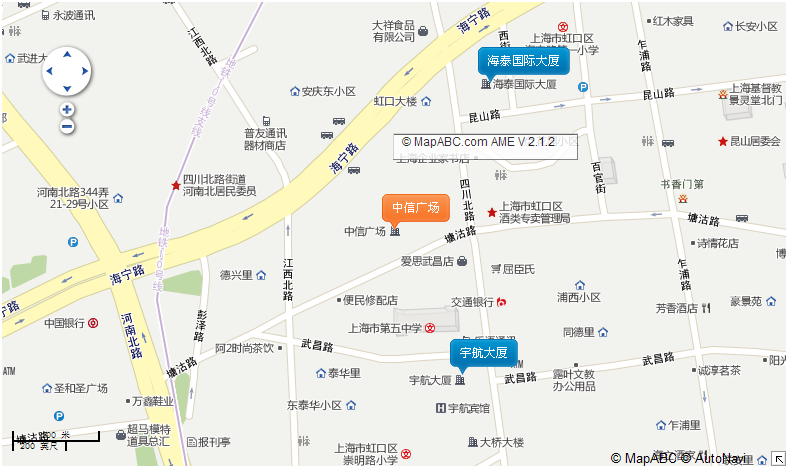 永波通讯
大祥食品
有限公司
海宁路
上海市虹口区
红木家具
长安小区
江西北路
海泰国际大厦
海泰国际大厦
乍浦路
安庆东小区
虹口大楼
昆山路
昆山路
上海基督教
景灵堂北门
普友通讯
器材商店
海宁路
© MapABC.com AME V 2.1.2
昆山居委会
四川北路街道
河南北居民委员
四川北路
百官街
书香门第
河南北路344弄
21-29号小区
中信广场
中信广场
上海市虹口区
酒类专卖管理局
塘沽路
塘沽路
诗情花店
德兴里
江西北路
爱思武昌店
屈臣氏
乍浦路
海宁路
便民修配店
交通银行
浦西小区
芳香酒店
豪景苑
中国银行
河南北路
彭泽路
上海市第五中学
同德里
塘沽路
阿2时尚茶饮
武昌路
宇航大厦
宇航大厦
武昌路
武昌路
露叶文教
办公用品
诚淳茗茶
圣和圣广场
万鑫鞋业
泰华里
东泰华小区
宇航宾馆
超马模特
道具总汇
报刊亭
大桥大楼
乍浦里
塘沽路
上海市虹口区
崇明路小学
© MapABC © AutoNavi